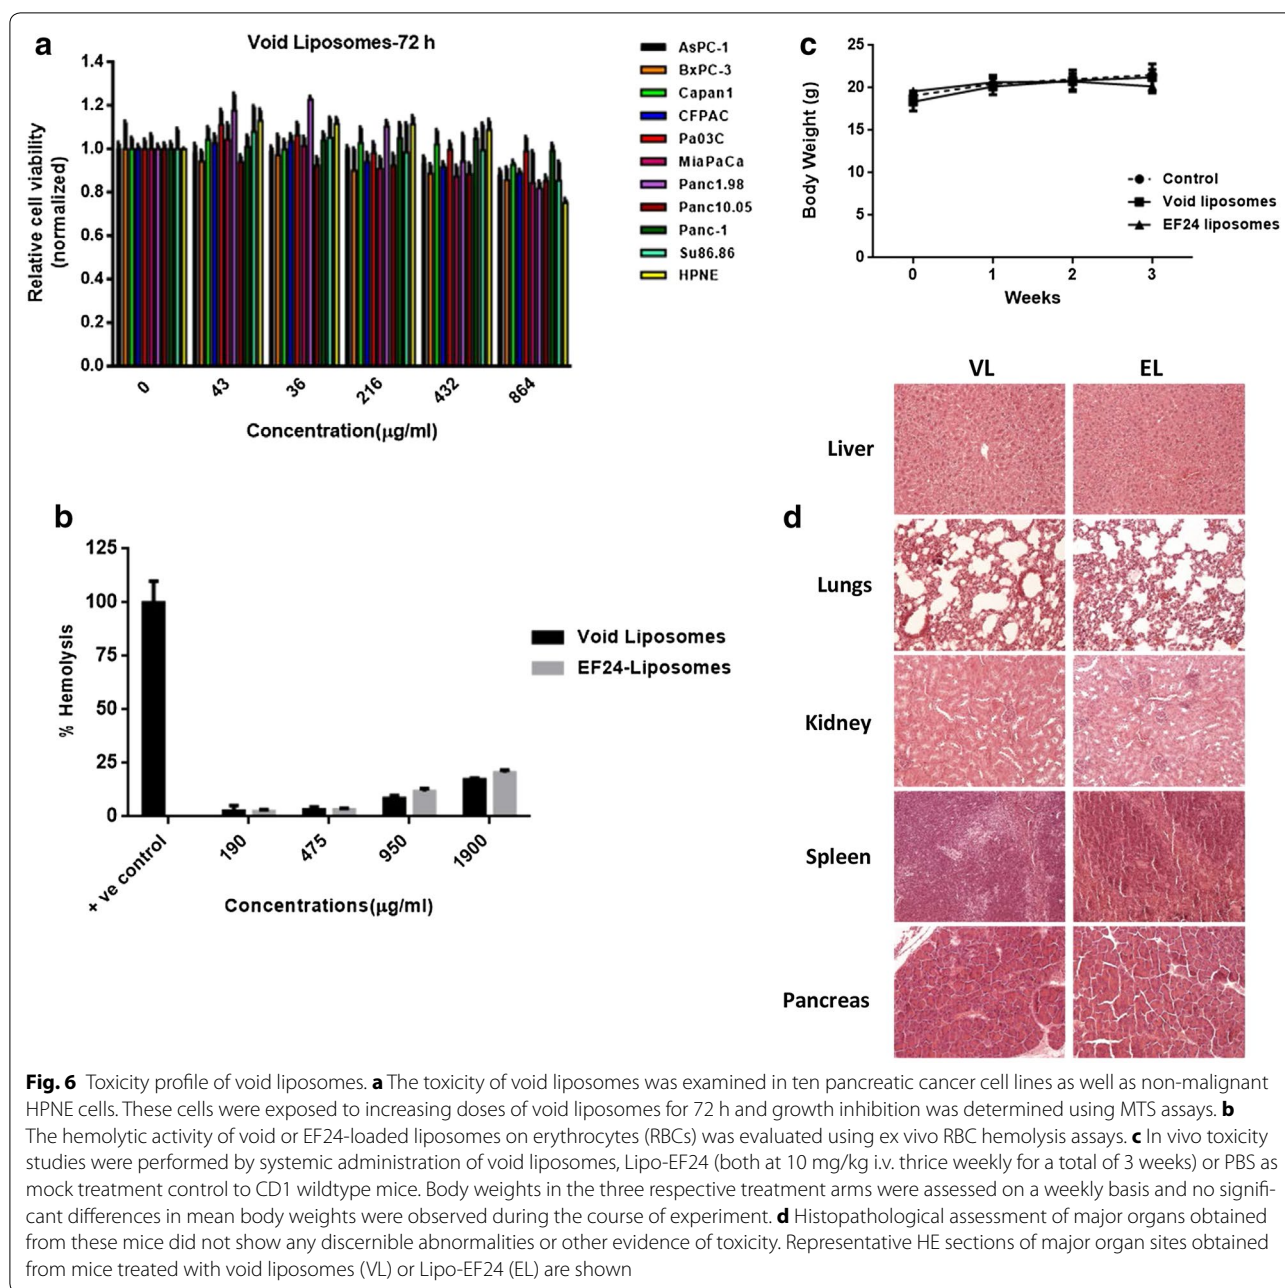 a
Void Liposomes-72 h
Relative cell viability
(normalized)
1.4
1.2
1.0
0.8
0.6
0.4
0.2
0.0
0 43 36 216 432 864
Concentration(µg/ml)
AsPC-1
BxPC-3
Capan1
CFPAC
Pa03C
MiaPaCa
Panc1.98
Panc10.05
Panc-1
Su86.86
HPNE
b
% Hemolysis
125
100
75
50
25
0
+ ve control 190 475 950 1900
Concentrations(µg/ml)
Void Liposomes
EF24-Liposomes
c
Body Weight (g)
25
20
15
10
5
0
0 1 2 3
Weeks
Control
Void liposomes
EF24 liposomes
d
VL EL
Liver
Lungs
Kidney
Spleen
Pancreas
Fig. 6 Toxicity profile of void liposomes. a The toxicity of void liposomes was examined in ten pancreatic cancer cell lines as well as non-malignant
HPNE cells. These cells were exposed to increasing doses of void liposomes for 72 h and growth inhibition was determined using MTS assays. b
The hemolytic activity of void or EF24-loaded liposomes on erythrocytes (RBCs) was evaluated using ex vivo RBC hemolysis assays. c In vivo toxicity
studies were performed by systemic administration of void liposomes, Lipo-EF24 (both at 10 mg/kg i.v. thrice weekly for a total of 3 weeks) or PBS as
mock treatment control to CD1 wildtype mice. Body weights in the three respective treatment arms were assessed on a weekly basis and no signifi-
cant differences in mean body weights were observed during the course of experiment. d Histopathological assessment of major organs obtained
from these mice did not show any discernible abnormalities or other evidence of toxicity. Representative HE sections of major organ sites obtained
from mice treated with void liposomes (VL) or Lipo-EF24 (EL) are shown